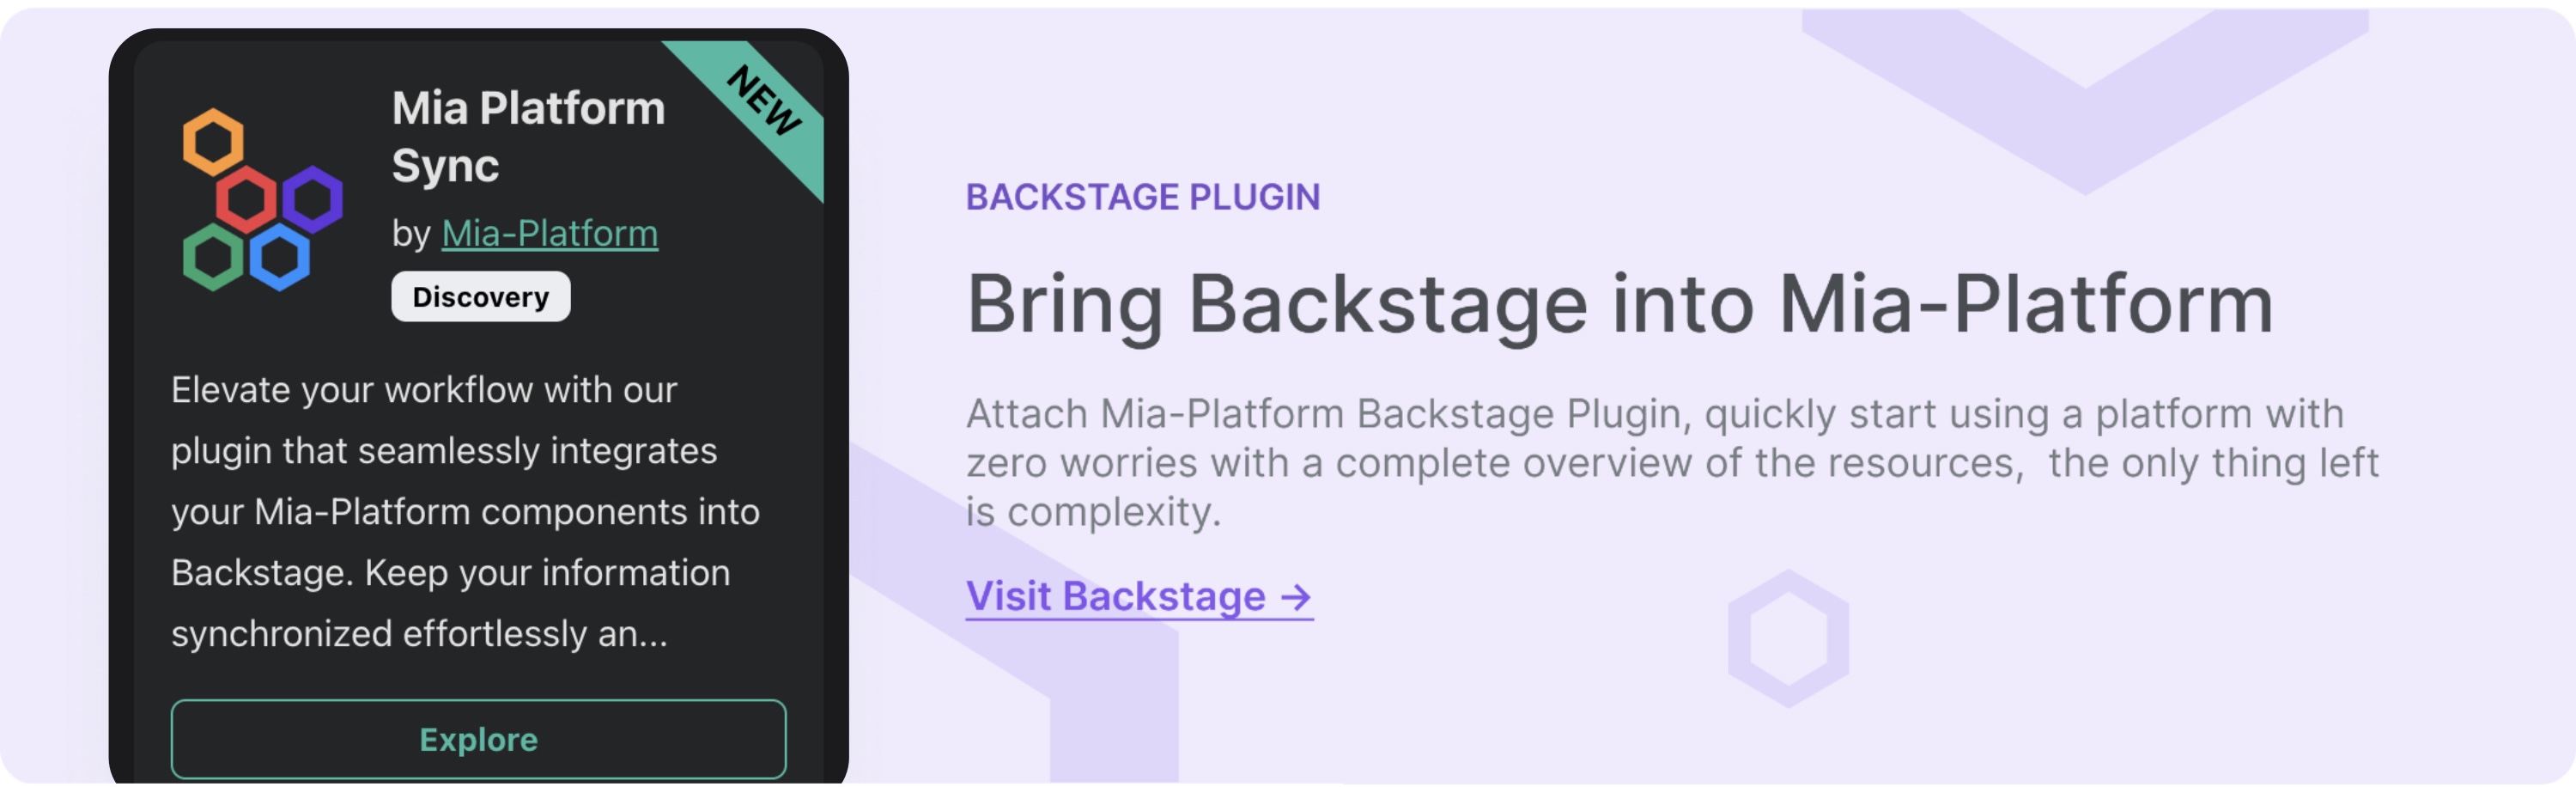 Mia Platform
Sync
by Mia-Platform
Discovery
NEW
Elevate your workflow with our
plugin that seamlessly integrates
your Mia-Platform components into
Backstage. Keep your information
synchronized effortlessly an...
Explore
BACKSTAGE PLUGIN
Bring Backstage into Mia-Platform
Attach Mia-Platform Backstage Plugin, quickly start using a platform with
zero worries with a complete overview of the resources,  the only thing left
is complexity.
Visit Backstage →